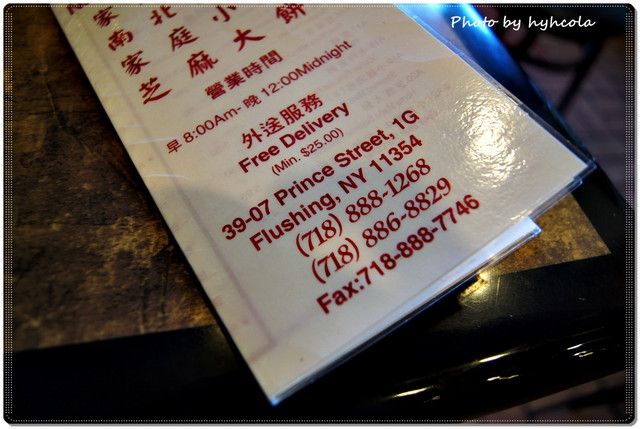 Photo by hyhcola
家
南北
家庭小
芝麻大餅
營業時間
早 8:00Am- 晚 12:00Midnight
外送服務
Free Delivery
(Min. $25.00)
39-07 Prince Street, 1G
Flushing, NY 11354
(718) 888-1268
(718) 886-8829
Fax:718-888-7746